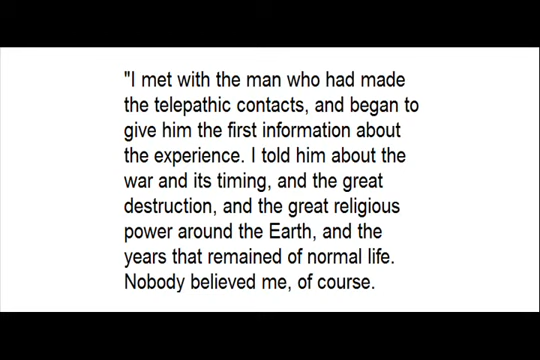 "I met with the man who had made
the telepathic contacts, and began to
give him the first information about
the experience. I told him about the
war and its timing, and the great
destruction, and the great religious
power around the Earth, and the
years that remained of normal life.
Nobody believed me, of course.